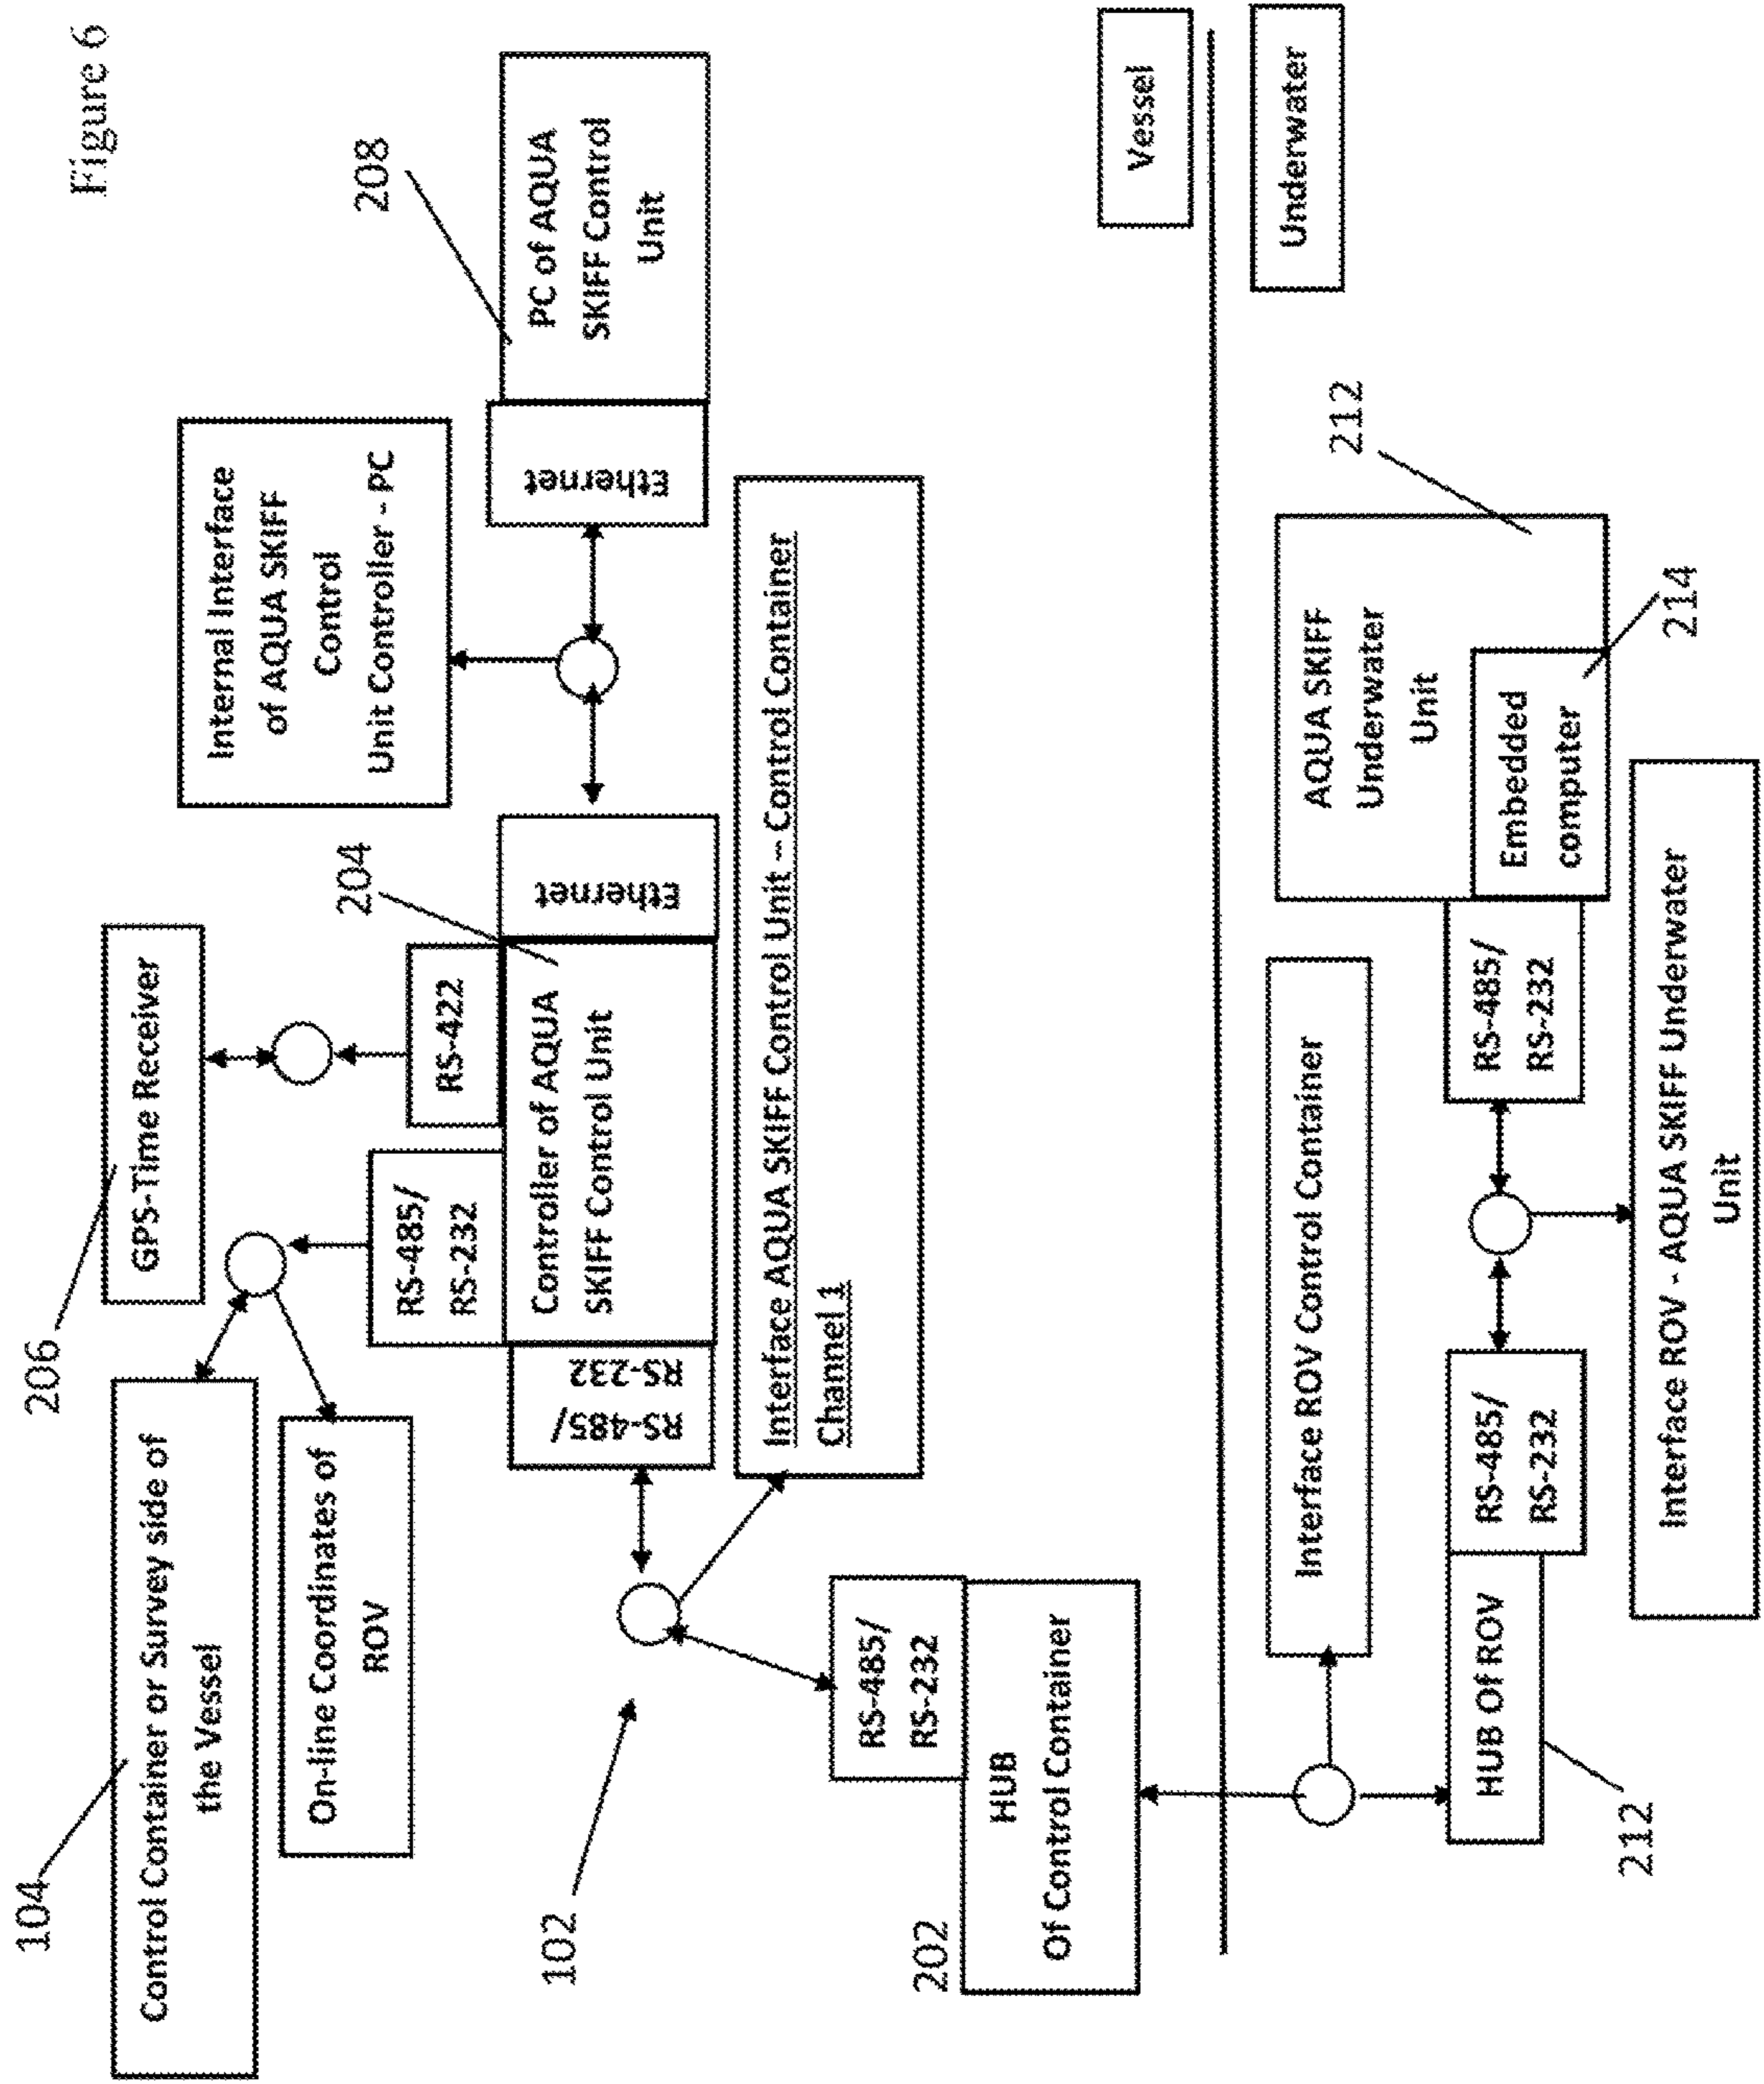 Figure 6
104
Control Container or Survey side of
the Vessel
On-line Coordinates of
ROV
206
GPS-Time Receiver
RS-485/
RS-232
RS-422
204
Internal Interface
of AQUA SKIFF
Control
Unit Controller - PC
208
102
RS-485/
RS-232
Controller of AQUA
SKIFF Control Unit
Ethernet
Ethernet
PC of AQUA
SKIFF Control
Unit
Interface AQUA SKIFF Control Unit – Control Container
Channel 1
202
RS-485/
RS-232
HUB
Of Control Container
Vessel
Underwater
Interface ROV Control Container
212
HUB Of ROV
RS-485/
RS-232
RS-485/
RS-232
AQUA SKIFF
Underwater
Unit
Embedded
computer
212
214
Interface ROV - AQUA SKIFF Underwater
Unit